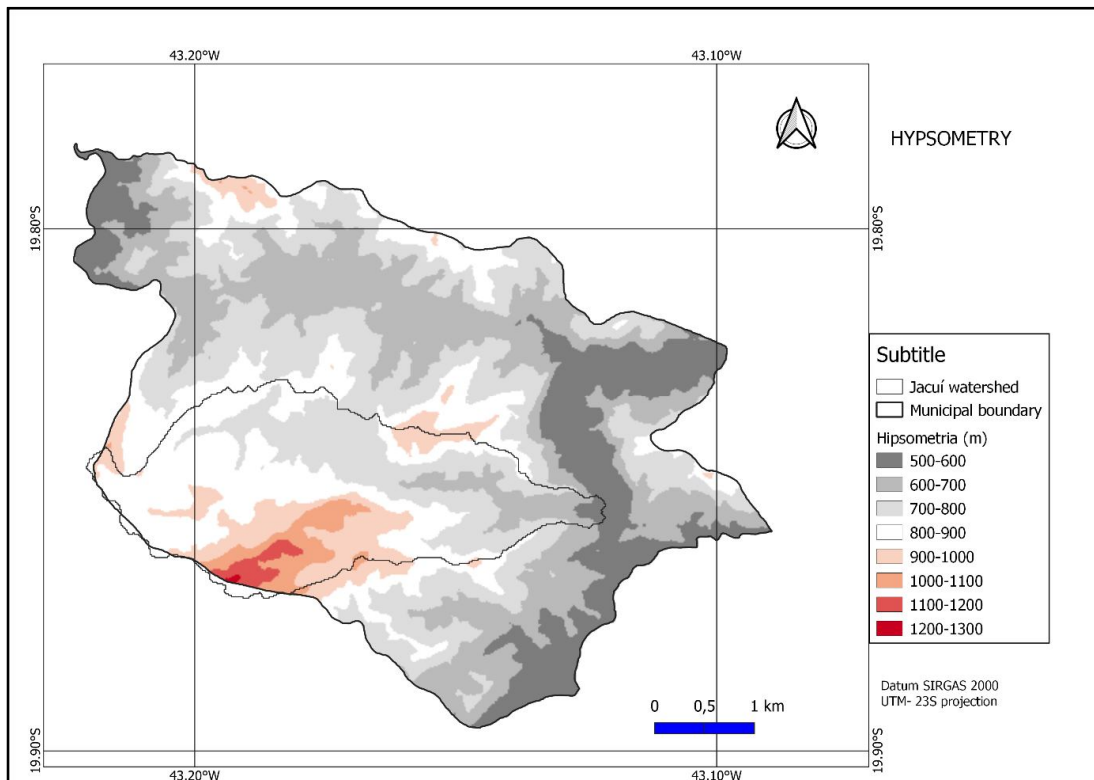 43.20°W 43.10°W
HYPSOMETRY
19.80°S 19.80°S
Subtitle
Jacuí watershed
Municipal boundary
Hipsometria (m)
500-600
600-700
700-800
800-900
900-1000
1000-1100
1100-1200
1200-1300
Datum SIRGAS 2000
UTM- 23S projection
0 0,5 1 km
19.90°S 19.90°S
43.20°W 43.10°W